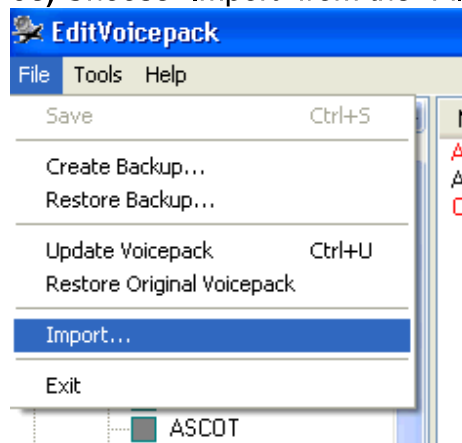 EditVoicepack
File Tools Help
Save Ctrl+S
Create Backup...
Restore Backup...
Update Voicepack Ctrl+U
Restore Original Voicepack
Import...
Exit
ASCOT